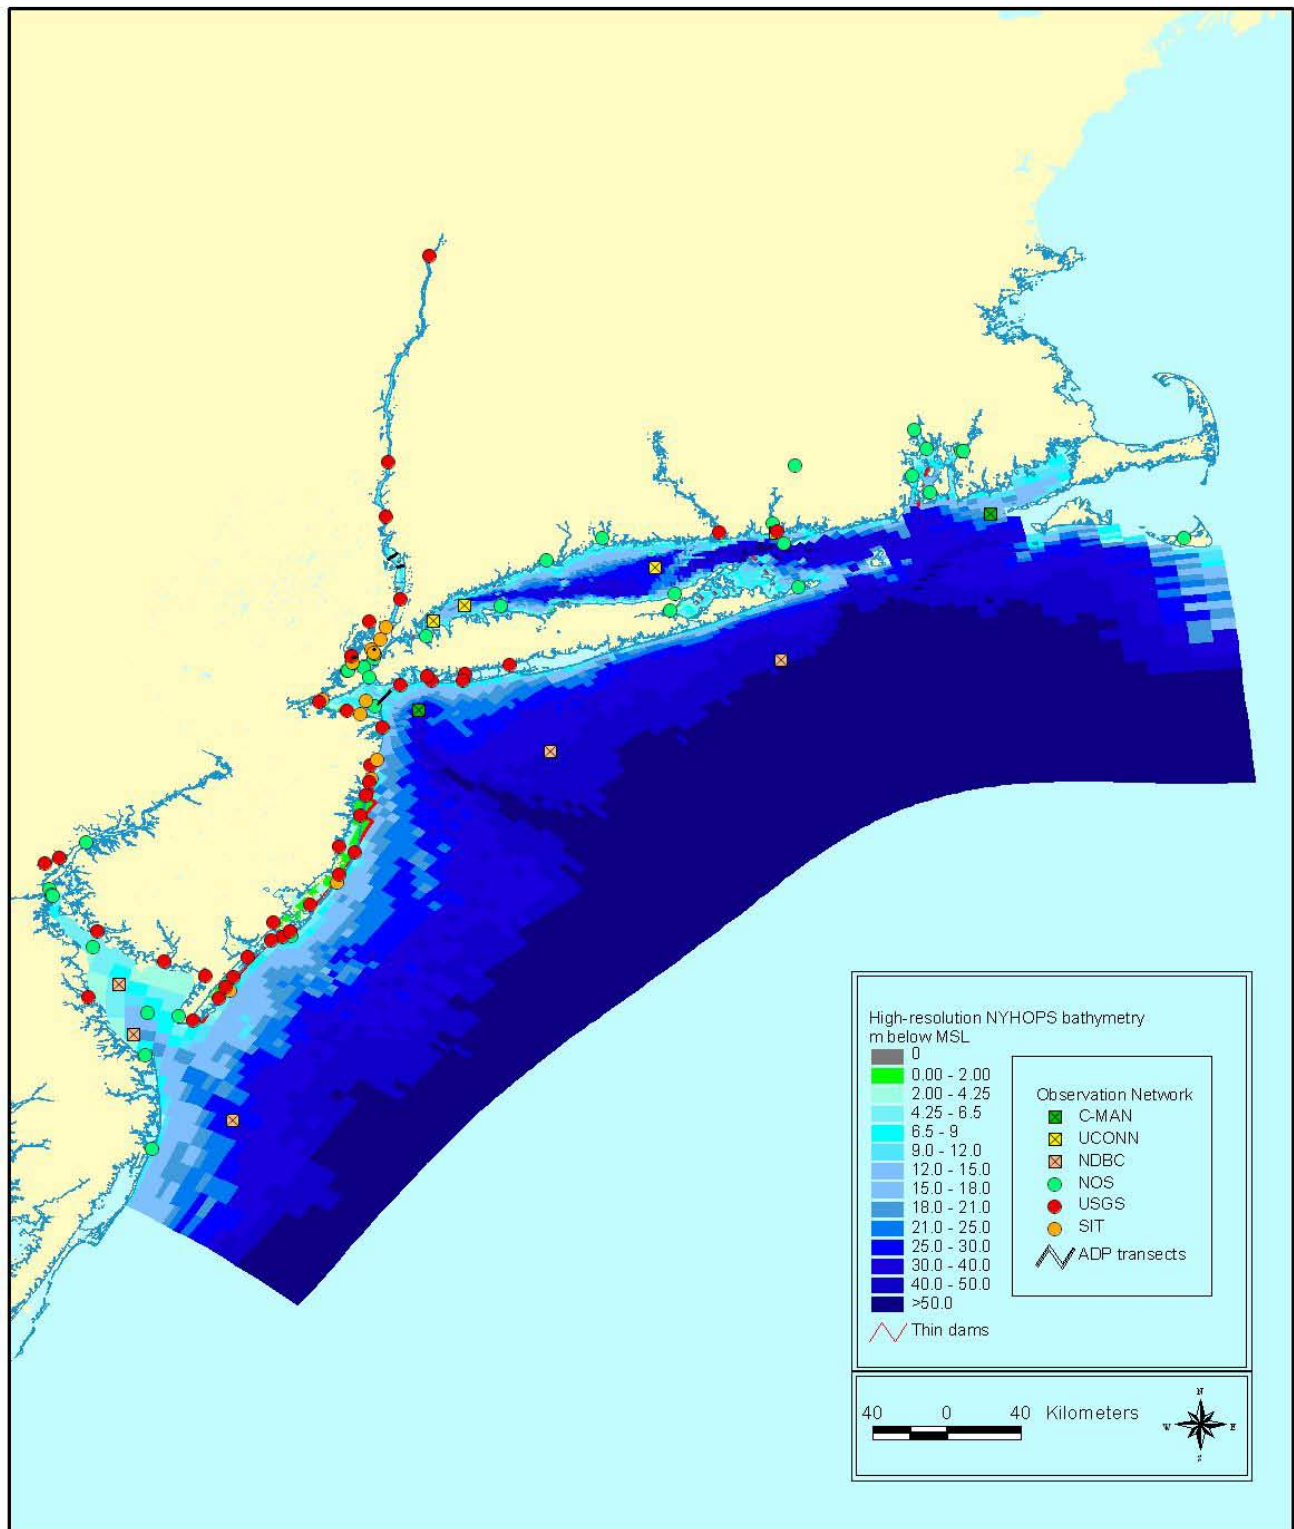 High-resolution NYHOPS bathymetry
m below MSL
0
0.00 - 2.00
2.00 - 4.25
4.25 - 6.5
6.5 - 9
9.0 - 12.0
12.0 - 15.0
15.0 - 18.0
18.0 - 21.0
21.0 - 25.0
25.0 - 30.0
30.0 - 40.0
40.0 - 50.0
>50.0
Thin dams
Observation Network
C-MAN
UCONN
NDBC
NOS
USGS
SIT
ADP transects
40 0 40 Kilometers
N
W E
S